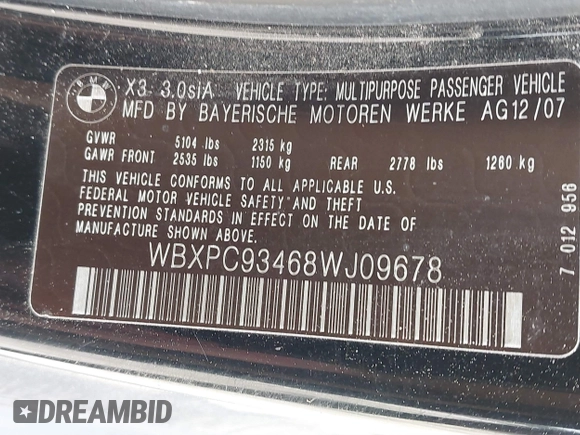 BMW
X3 3.0siA VEHICLE TYPE: MULTIPURPOSE PASSENGER VEHICLE
MFD BY BAYERISCHE MOTOREN WERKE AG 12/07
GVWR 5104 lbs 2315 kg
GAWR FRONT 2535 lbs 1150 kg REAR 2778 lbs 1260 kg
THIS VEHICLE CONFORMS TO ALL APPLICABLE U.S.
FEDERAL MOTOR VEHICLE SAFETY AND THEFT
PREVENTION STANDARDS IN EFFECT ON THE DATE OF
MANUFACTURE SHOWN ABOVE.
WBXPC93468WJ09678
7 012 956
DREAMBID